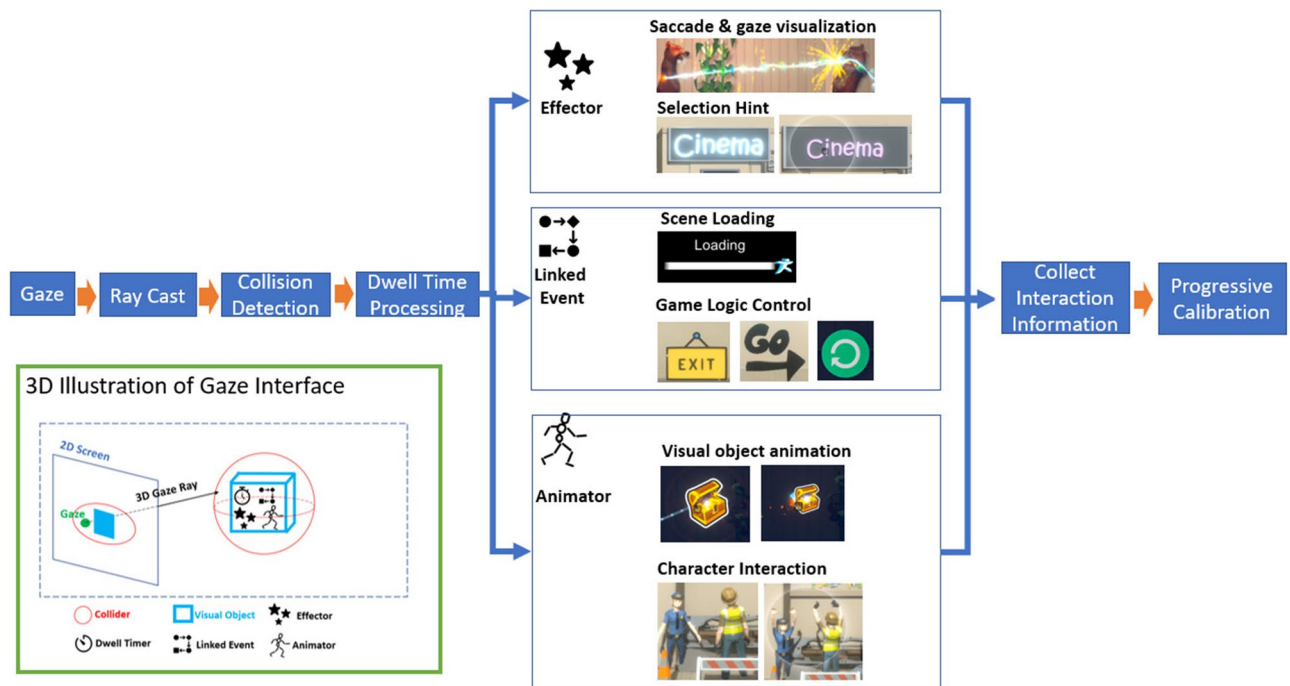 Saccade & gaze visualization
Effector
Selection Hint
Cinema
Cinema
Scene Loading
Loading
Linked
Event
Game Logic Control
EXIT
GO
Gaze
Ray Cast
Collision
Detection
Dwell Time
Processing
Collect
Interaction
Information
Progressive
Calibration
Visual object animation
Animator
Character Interaction
3D Illustration of Gaze Interface
2D Screen
3D Gaze Ray
Gaze
Collider
Visual Object
Effector
Dwell Timer
Linked Event
Animator